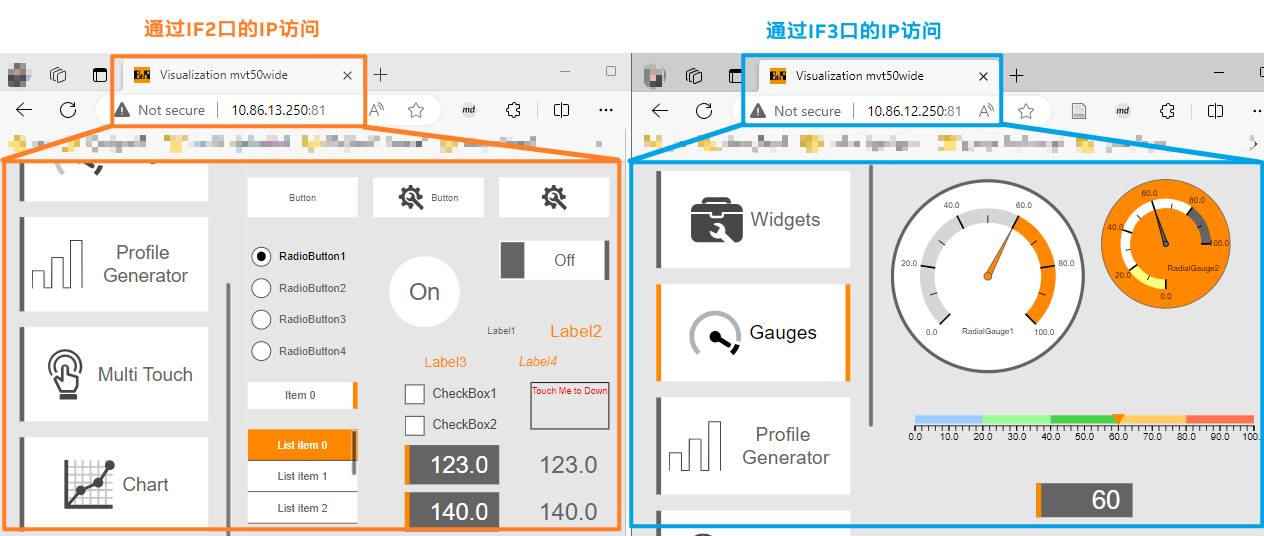 通过IF2口的IP访问
Visualization mvt50wide
Not secure
10.86.13.250:81
md
Profile
Generator
Multi Touch
Chart
Button
Button
RadioButton1
RadioButton2
RadioButton3
RadioButton4
On
Off
Label1
Label2
Label3
Label4
Item 0
CheckBox1
CheckBox2
Touch Me to Down
List item 0
List item 1
List item 2
123.0
123.0
140.0
140.0
通过IF3口的IP访问
Visualization mvt50wide
Not secure
10.86.12.250:81
md
Widgets
Gauges
Profile
Generator
0.0
20.0
40.0
60.0
80.0
100.0
RadialGauge1
0.0
20.0
40.0
60.0
80.0
100.0
RadialGauge2
0.0 10.0 20.0 30.0 40.0 50.0 60.0 70.0 80.0 90.0 100.
60